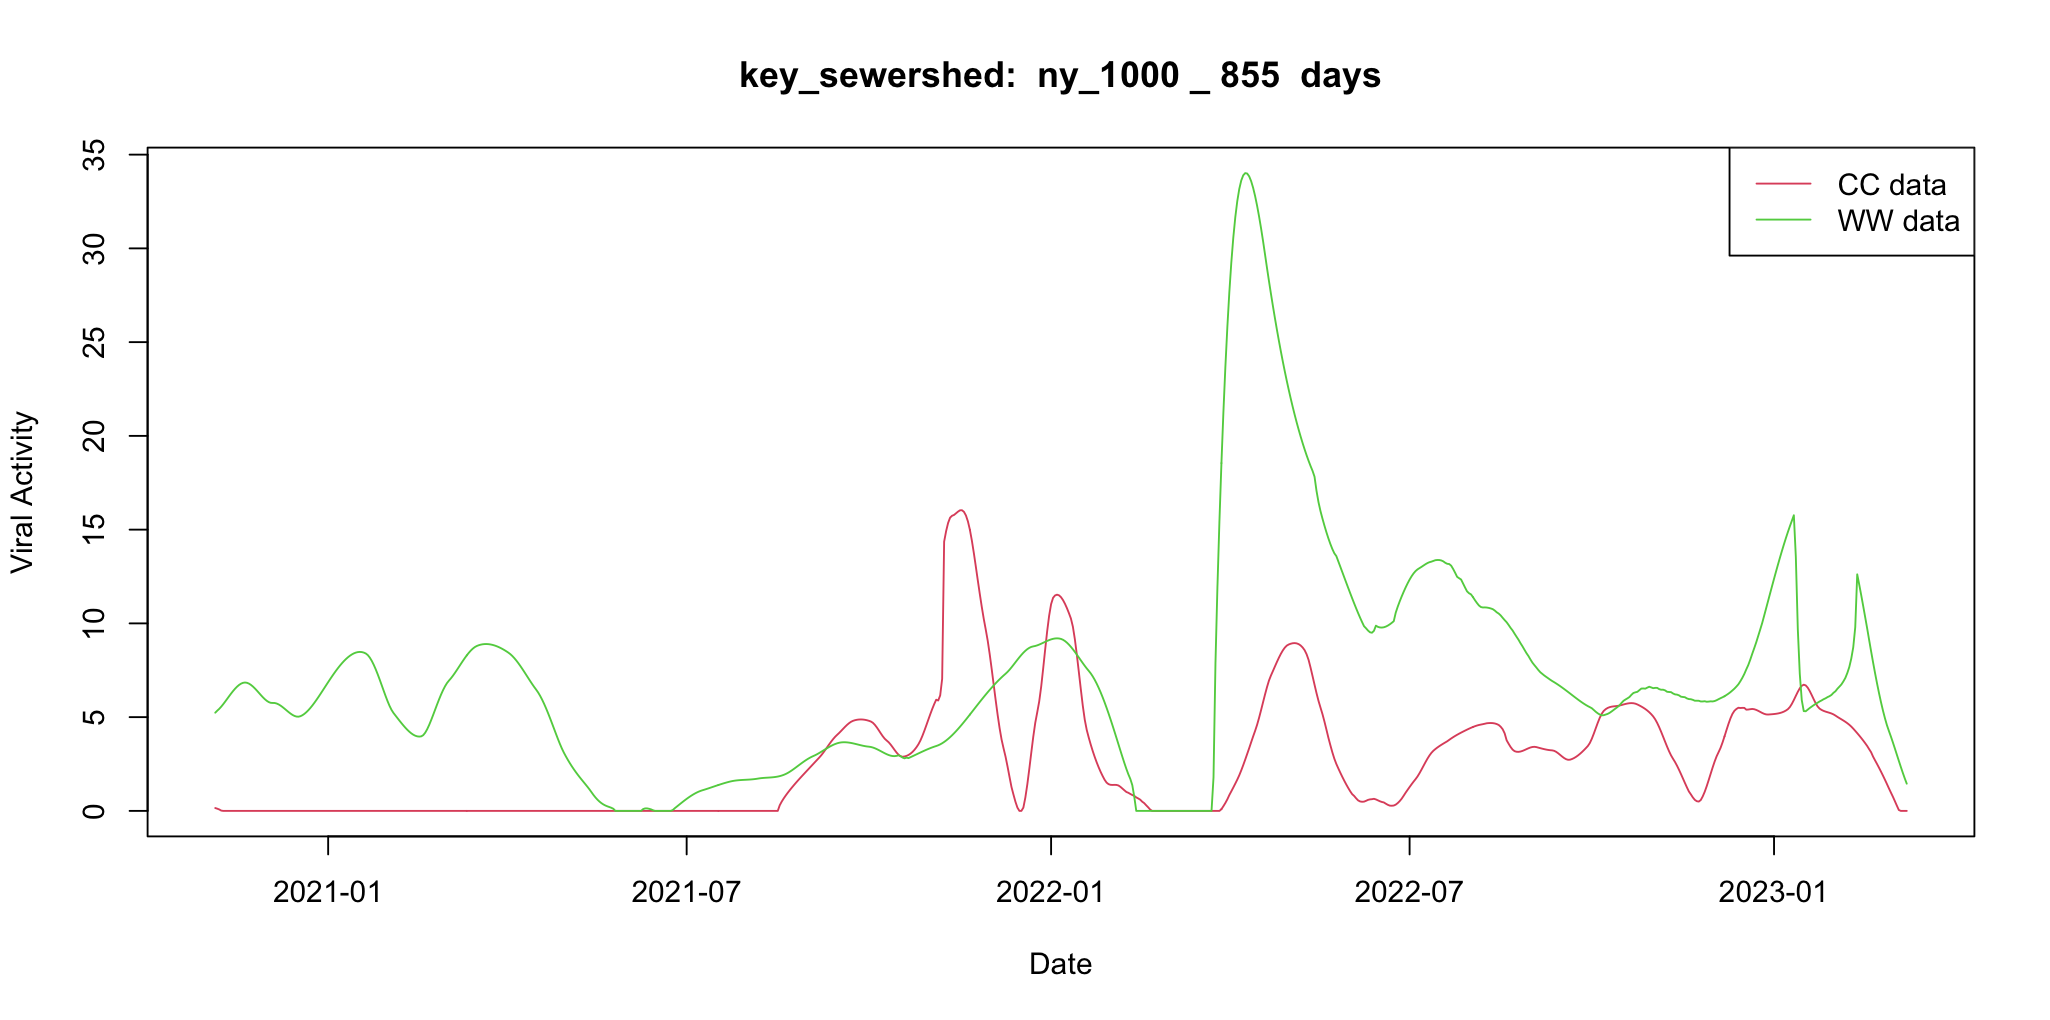 key_sewershed: ny_1000 _ 855 days
CC data
WW data
Viral Activity
35
30
25
20
15
10
5
0
2021-01
2021-07
2022-01
2022-07
2023-01
Date